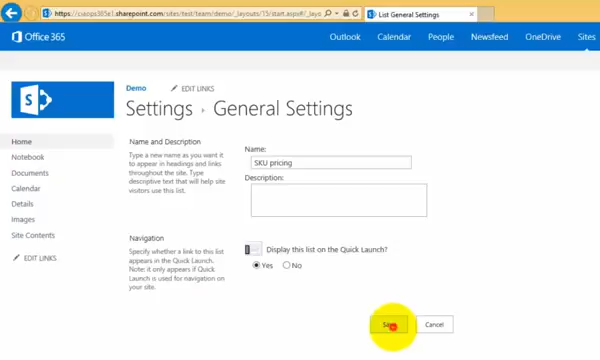 https://ciaops365e1.sharepoint.com/sites/test/team/demo/_layouts/15/start.aspx#/_layo
List General Settings
Office 365
Outlook Calendar People Newsfeed OneDrive Sites
Demo EDIT LINKS
Settings › General Settings
Home
Notebook
Documents
Calendar
Details
Images
Site Contents
EDIT LINKS
Name and Description
Type a new name as you want it
to appear in headings and links
throughout the site. Type
descriptive text that will help site
visitors use this list.
Name:
SKU pricing
Description:
Navigation
Specify whether a link to this list
appears in the Quick Launch.
Note: it only appears if Quick
Launch is used for navigation on
your site.
Display this list on the Quick Launch?
Yes No
Save Cancel